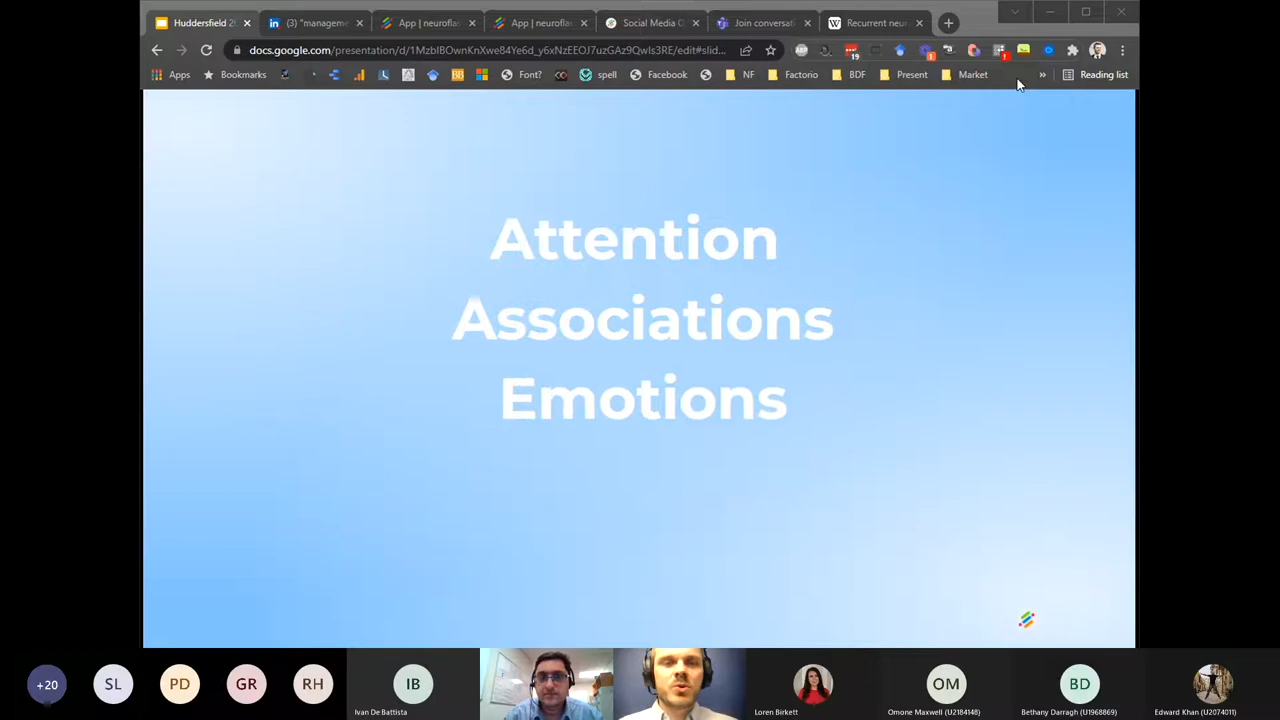 Huddersfield 2
(3) "manageme
App | neuroflas
App | neuroflas
Social Media O
Join conversati
Recurrent neur
docs.google.com/presentation/d/1MzbIBOwnKnXwe84Ye6d_y6xNzEEOJ7uzGAz9Qwls3RE/edit#slid...
Apps
Bookmarks
Font?
spell
Facebook
NF
Factorio
BDF
Present
Market
»
Reading list
Attention
Associations
Emotions
+20
SL
PD
GR
RH
IB
Ivan De Battista
Loren Birkett
OM
Omone Maxwell (U2184148)
BD
Bethany Darragh (U1968869)
Edward Khan (U2074011)